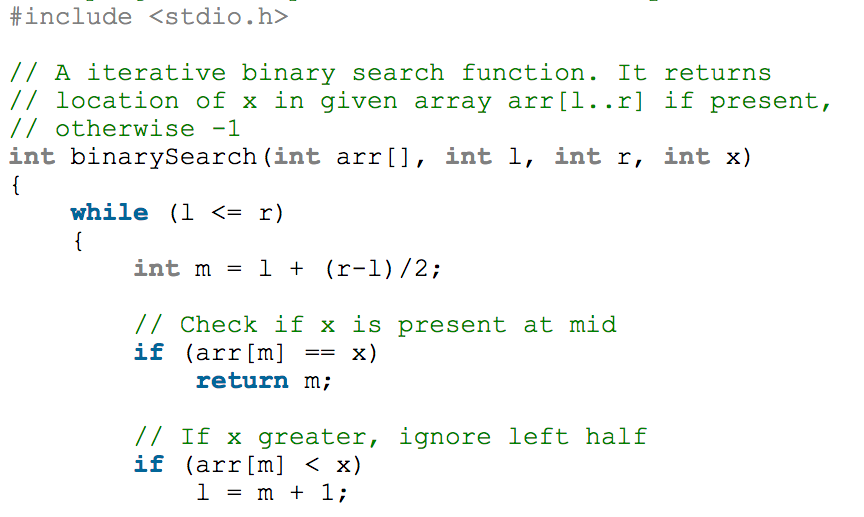 #include <stdio.h>
// A iterative binary search function. It returns
// location of x in given array arr[l..r] if present,
// otherwise -1
int binarySearch(int arr[], int l, int r, int x)
{
while (l <= r)
{
int m = l + (r-l)/2;
// Check if x is present at mid
if (arr[m] == x)
return m;
// If x greater, ignore left half
if (arr[m] < x)
l = m + 1;